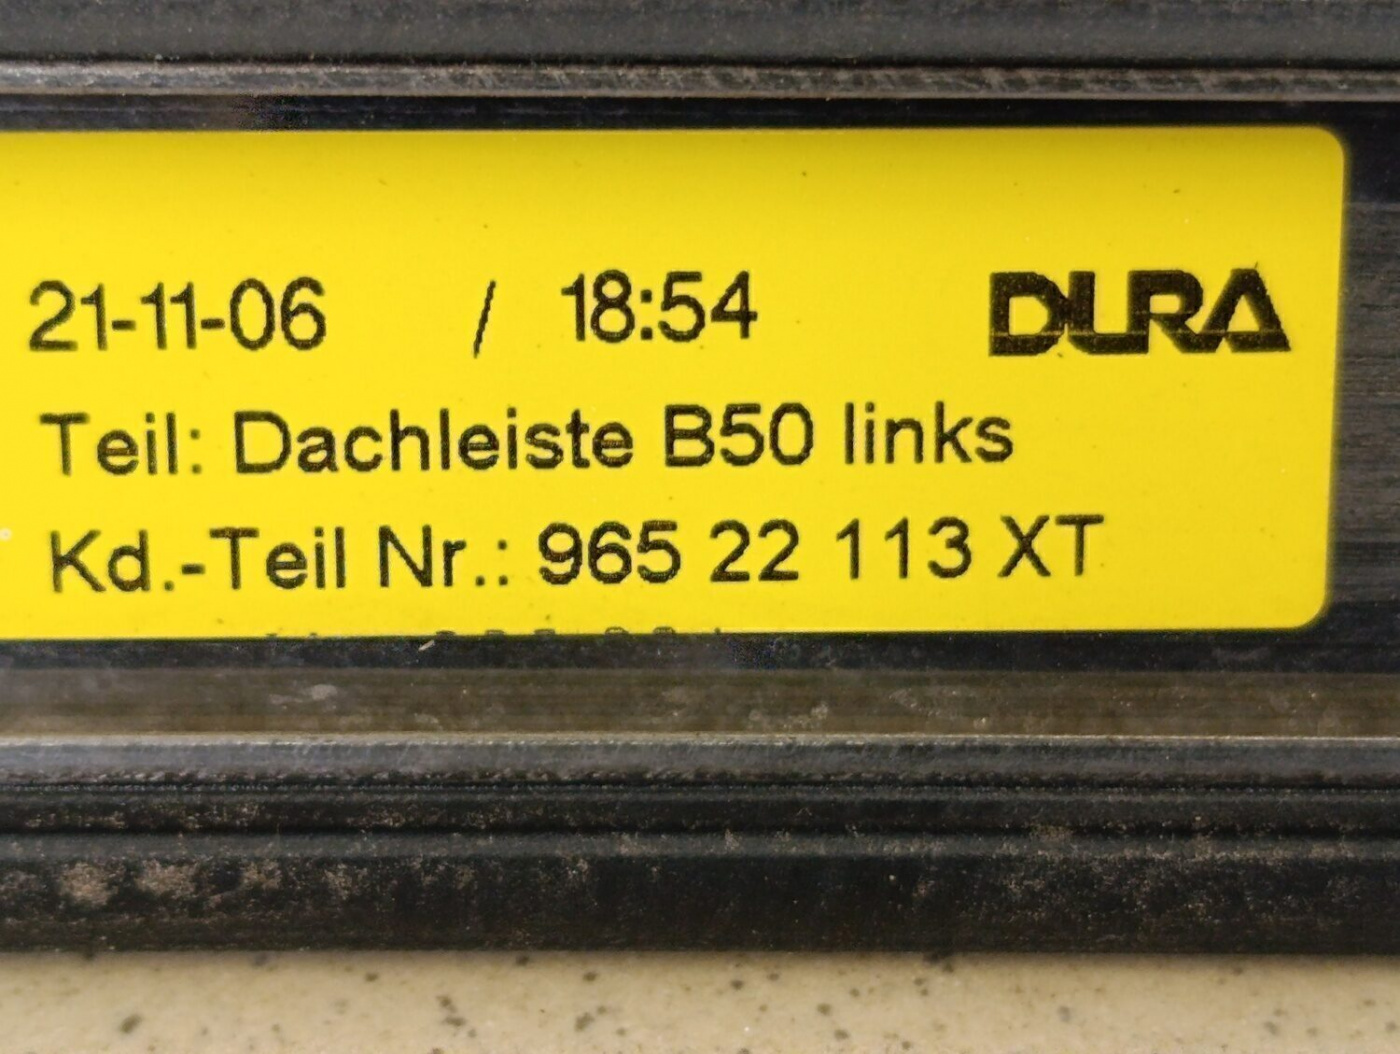 21-11-06 / 18:54 DURA
Teil: Dachleiste B50 links
Kd.-Teil Nr.: 965 22 113 XT